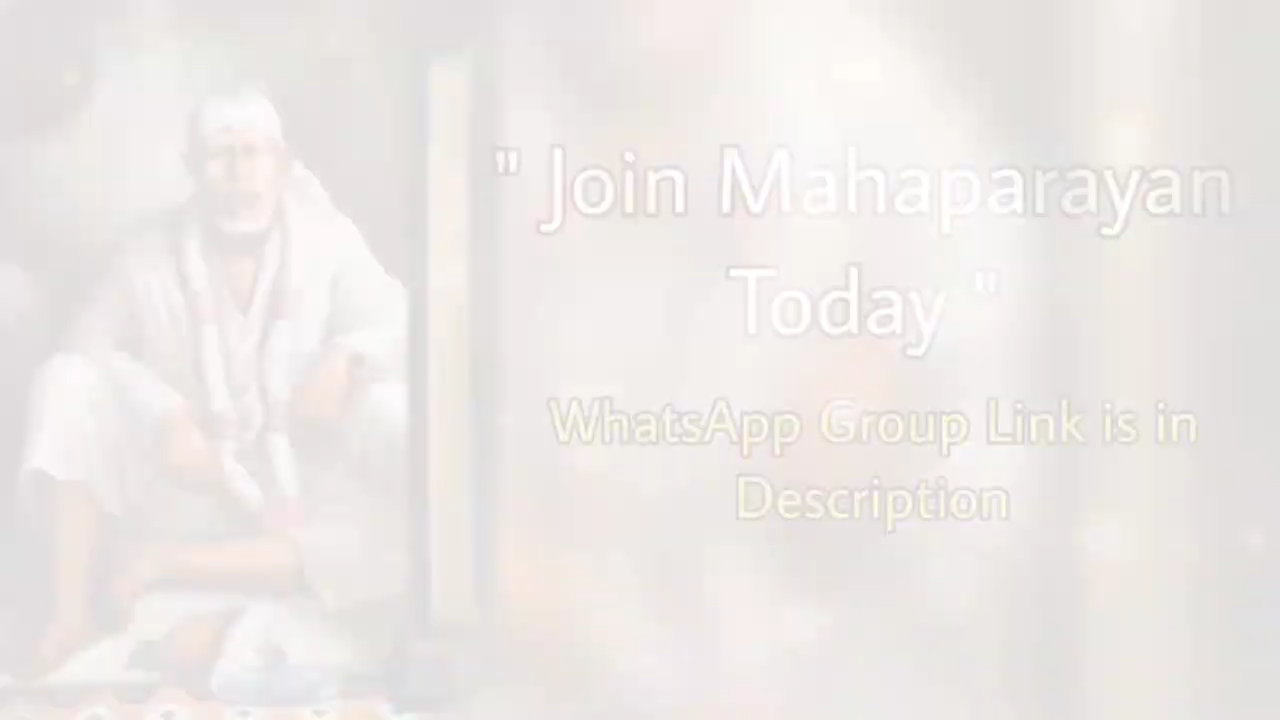 " Join Mahaparayan
Today "
WhatsApp Group Link is in
Description